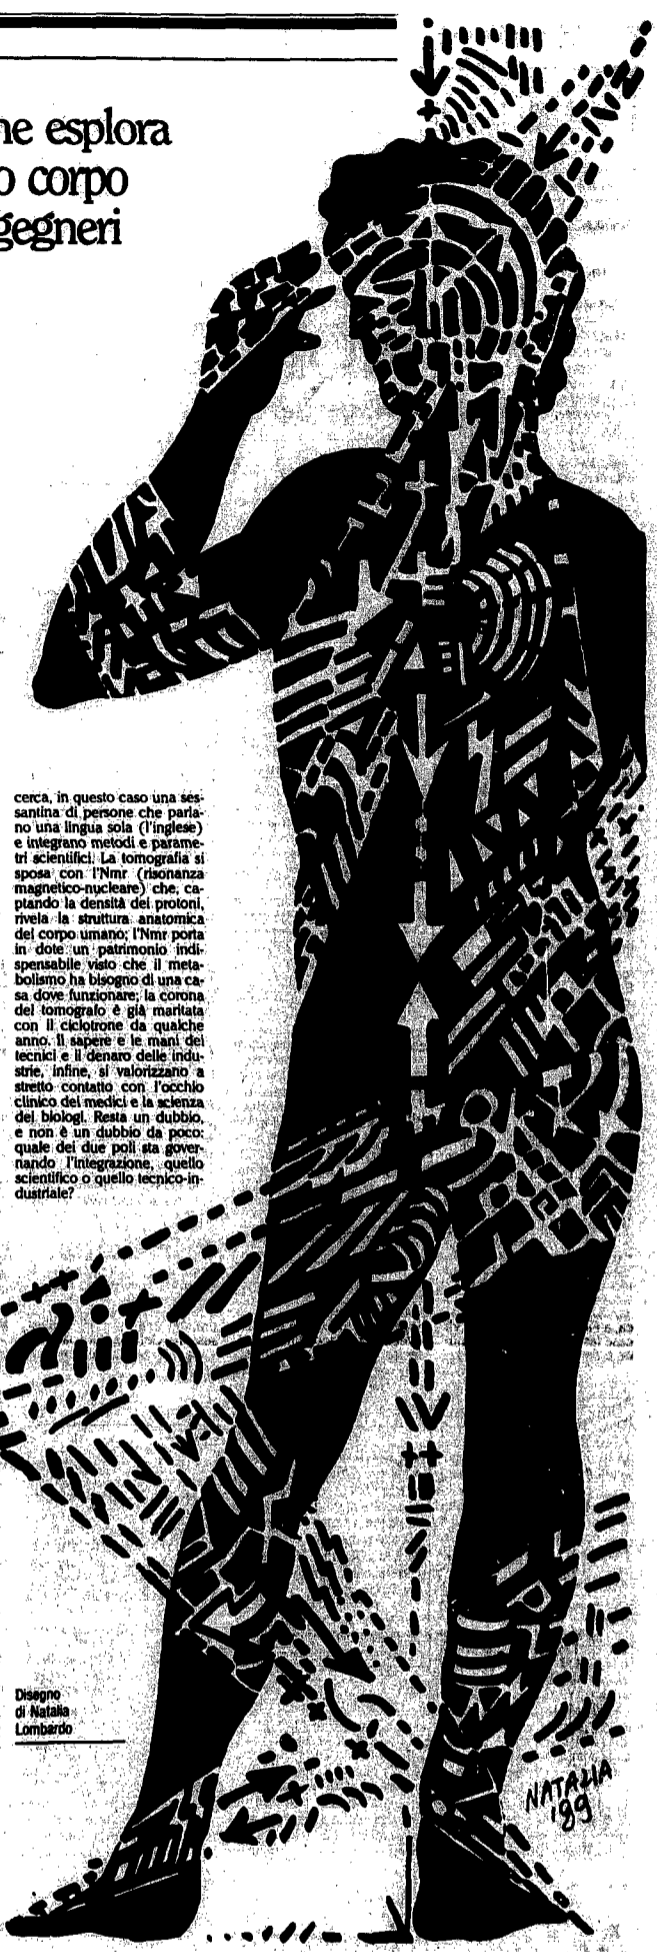 ne esplora
o corpo
gegneri
cerca, in questo caso una ses-
santina di persone che parla-
no una lingua sola (l'inglese)
e integrano metodi e parame-
tri scientifici. La tomografia si
sposa con l'Nmr (risonanza
magnetico-nucleare) che, ca-
ptando la densità dei protoni,
rivela la struttura anatomica
del corpo umano; l'Nmr porta
in dote un patrimonio indi-
spensabile visto che il meta-
bolismo ha bisogno di una ca-
sa dove funzionare; la corona
del tomografo è già maritata
con il ciclotrone da qualche
anno. Il sapere e le mani dei
tecnici e il denaro delle indu-
strie, infine, si valorizzano a
stretto contatto con l'occhio
clinico dei medici e la scienza
dei biologi. Resta un dubbio,
e non è un dubbio da poco:
quale dei due poli sta gover-
nando l'integrazione, quello
scientifico o quello tecnico-in-
dustriale?
Disegno
di Natalia
Lombardo
NATALIA
'89